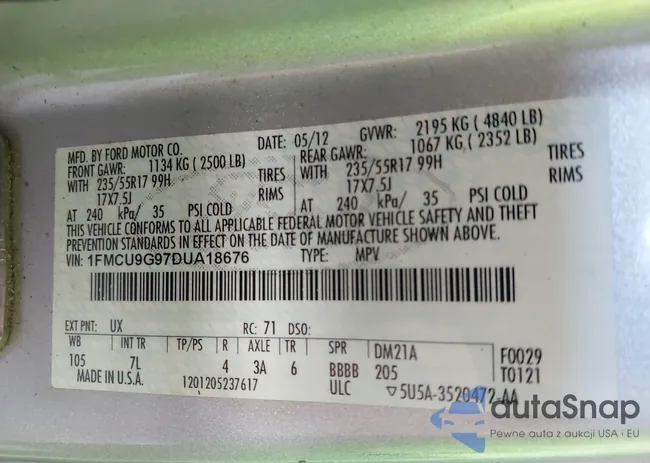 MFD. BY FORD MOTOR CO.
DATE: 05/12 GVWR: 2195 KG ( 4840 LB)
FRONT GAWR: 1134 KG ( 2500 LB) REAR GAWR: 1067 KG ( 2352 LB)
WITH 235/55R17 99H TIRES WITH 235/55R17 99H TIRES
17X7.5J RIMS 17X7.5J RIMS
AT 240 kPa/ 35 PSI COLD AT 240 kPa/ 35 PSI COLD
THIS VEHICLE CONFORMS TO ALL APPLICABLE FEDERAL MOTOR VEHICLE SAFETY AND THEFT
PREVENTION STANDARDS IN EFFECT ON THE DATE OF MANUFACTURE SHOWN ABOVE.
VIN: 1FMCU9G97DUA18676 TYPE: MPV
EXT PNT: UX RC: 71 DSO:
WB INT TR TP/PS R AXLE TR SPR DM21A F0029
105 7L 4 3A 6 BBBB 205 T0121
MADE IN U.S.A. 1201205237617 ULC ▽5U5A-3520472-AA
autaSnap
Pewne auta z aukcji USA i EU